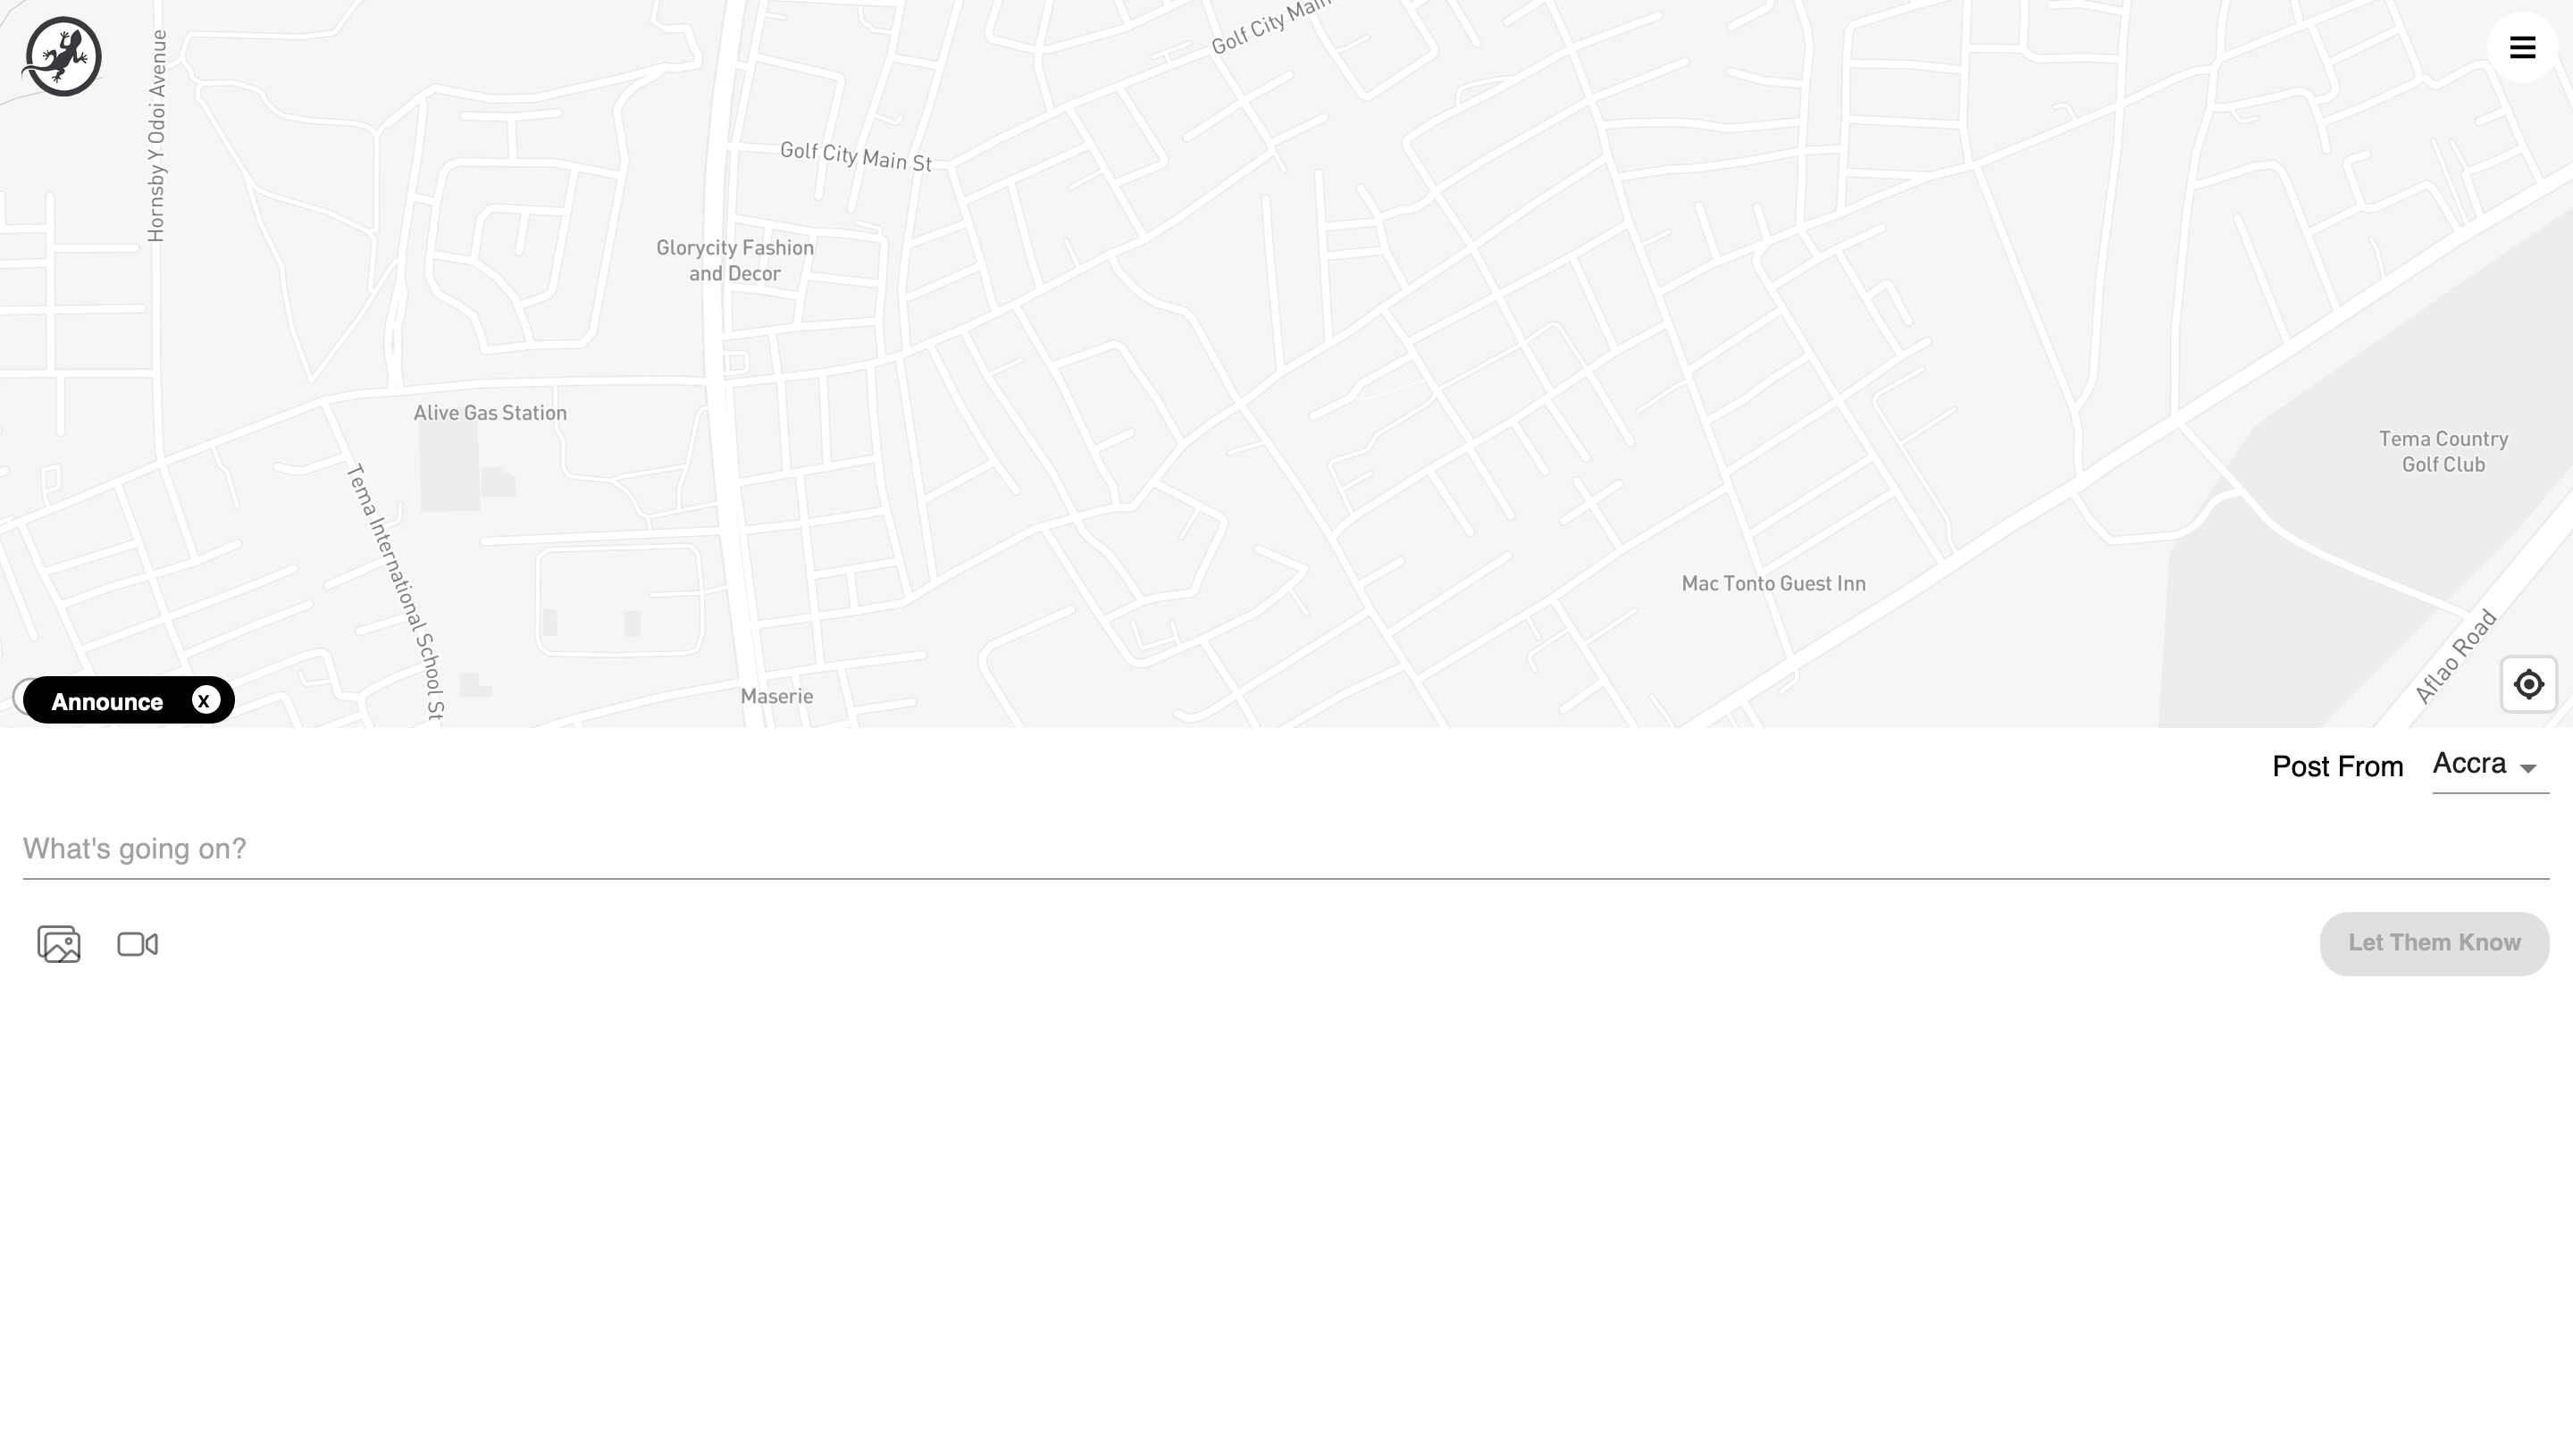 Golf City Main
Hornsby Y Odoi Avenue
Golf City Main St
Glorycity Fashion
and Decor
Alive Gas Station
Tema Country
Golf Club
Tema International School St
Mac Tonto Guest Inn
Aflao Road
Maserie
Announce x
Post From Accra
What's going on?
Let Them Know